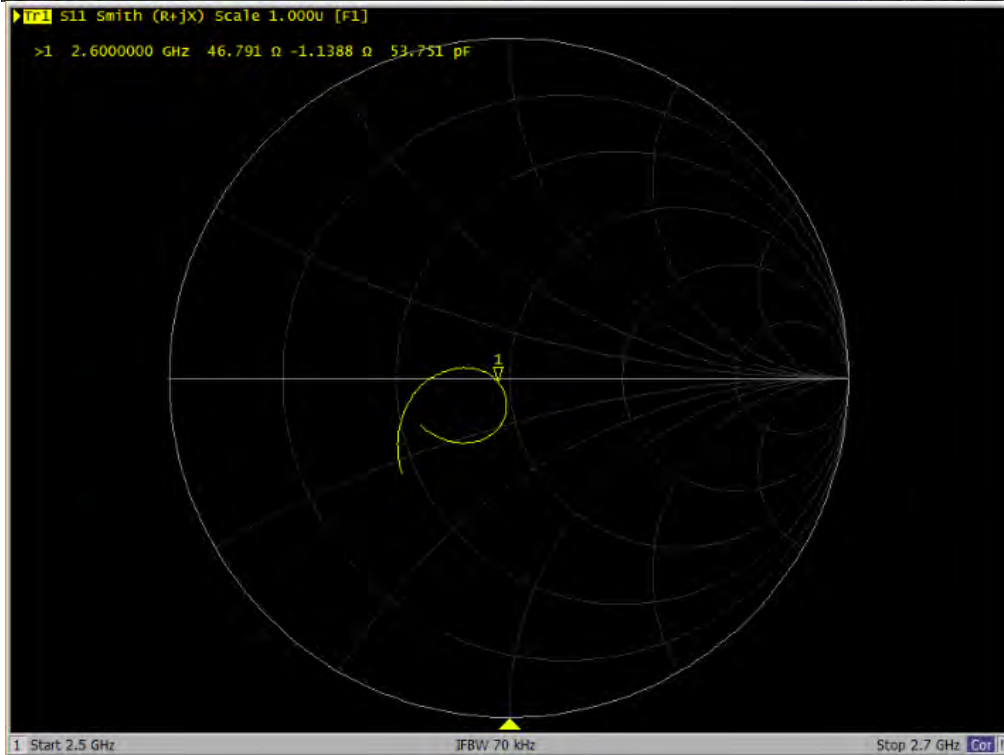 Tr1 S11 Smith (R+jX) Scale 1.000U [F1]
>1 2.6000000 GHz 46.791 Ω -1.1388 Ω 53.751 pF
1
1 Start 2.5 GHz IFBW 70 kHz Stop 2.7 GHz Cor